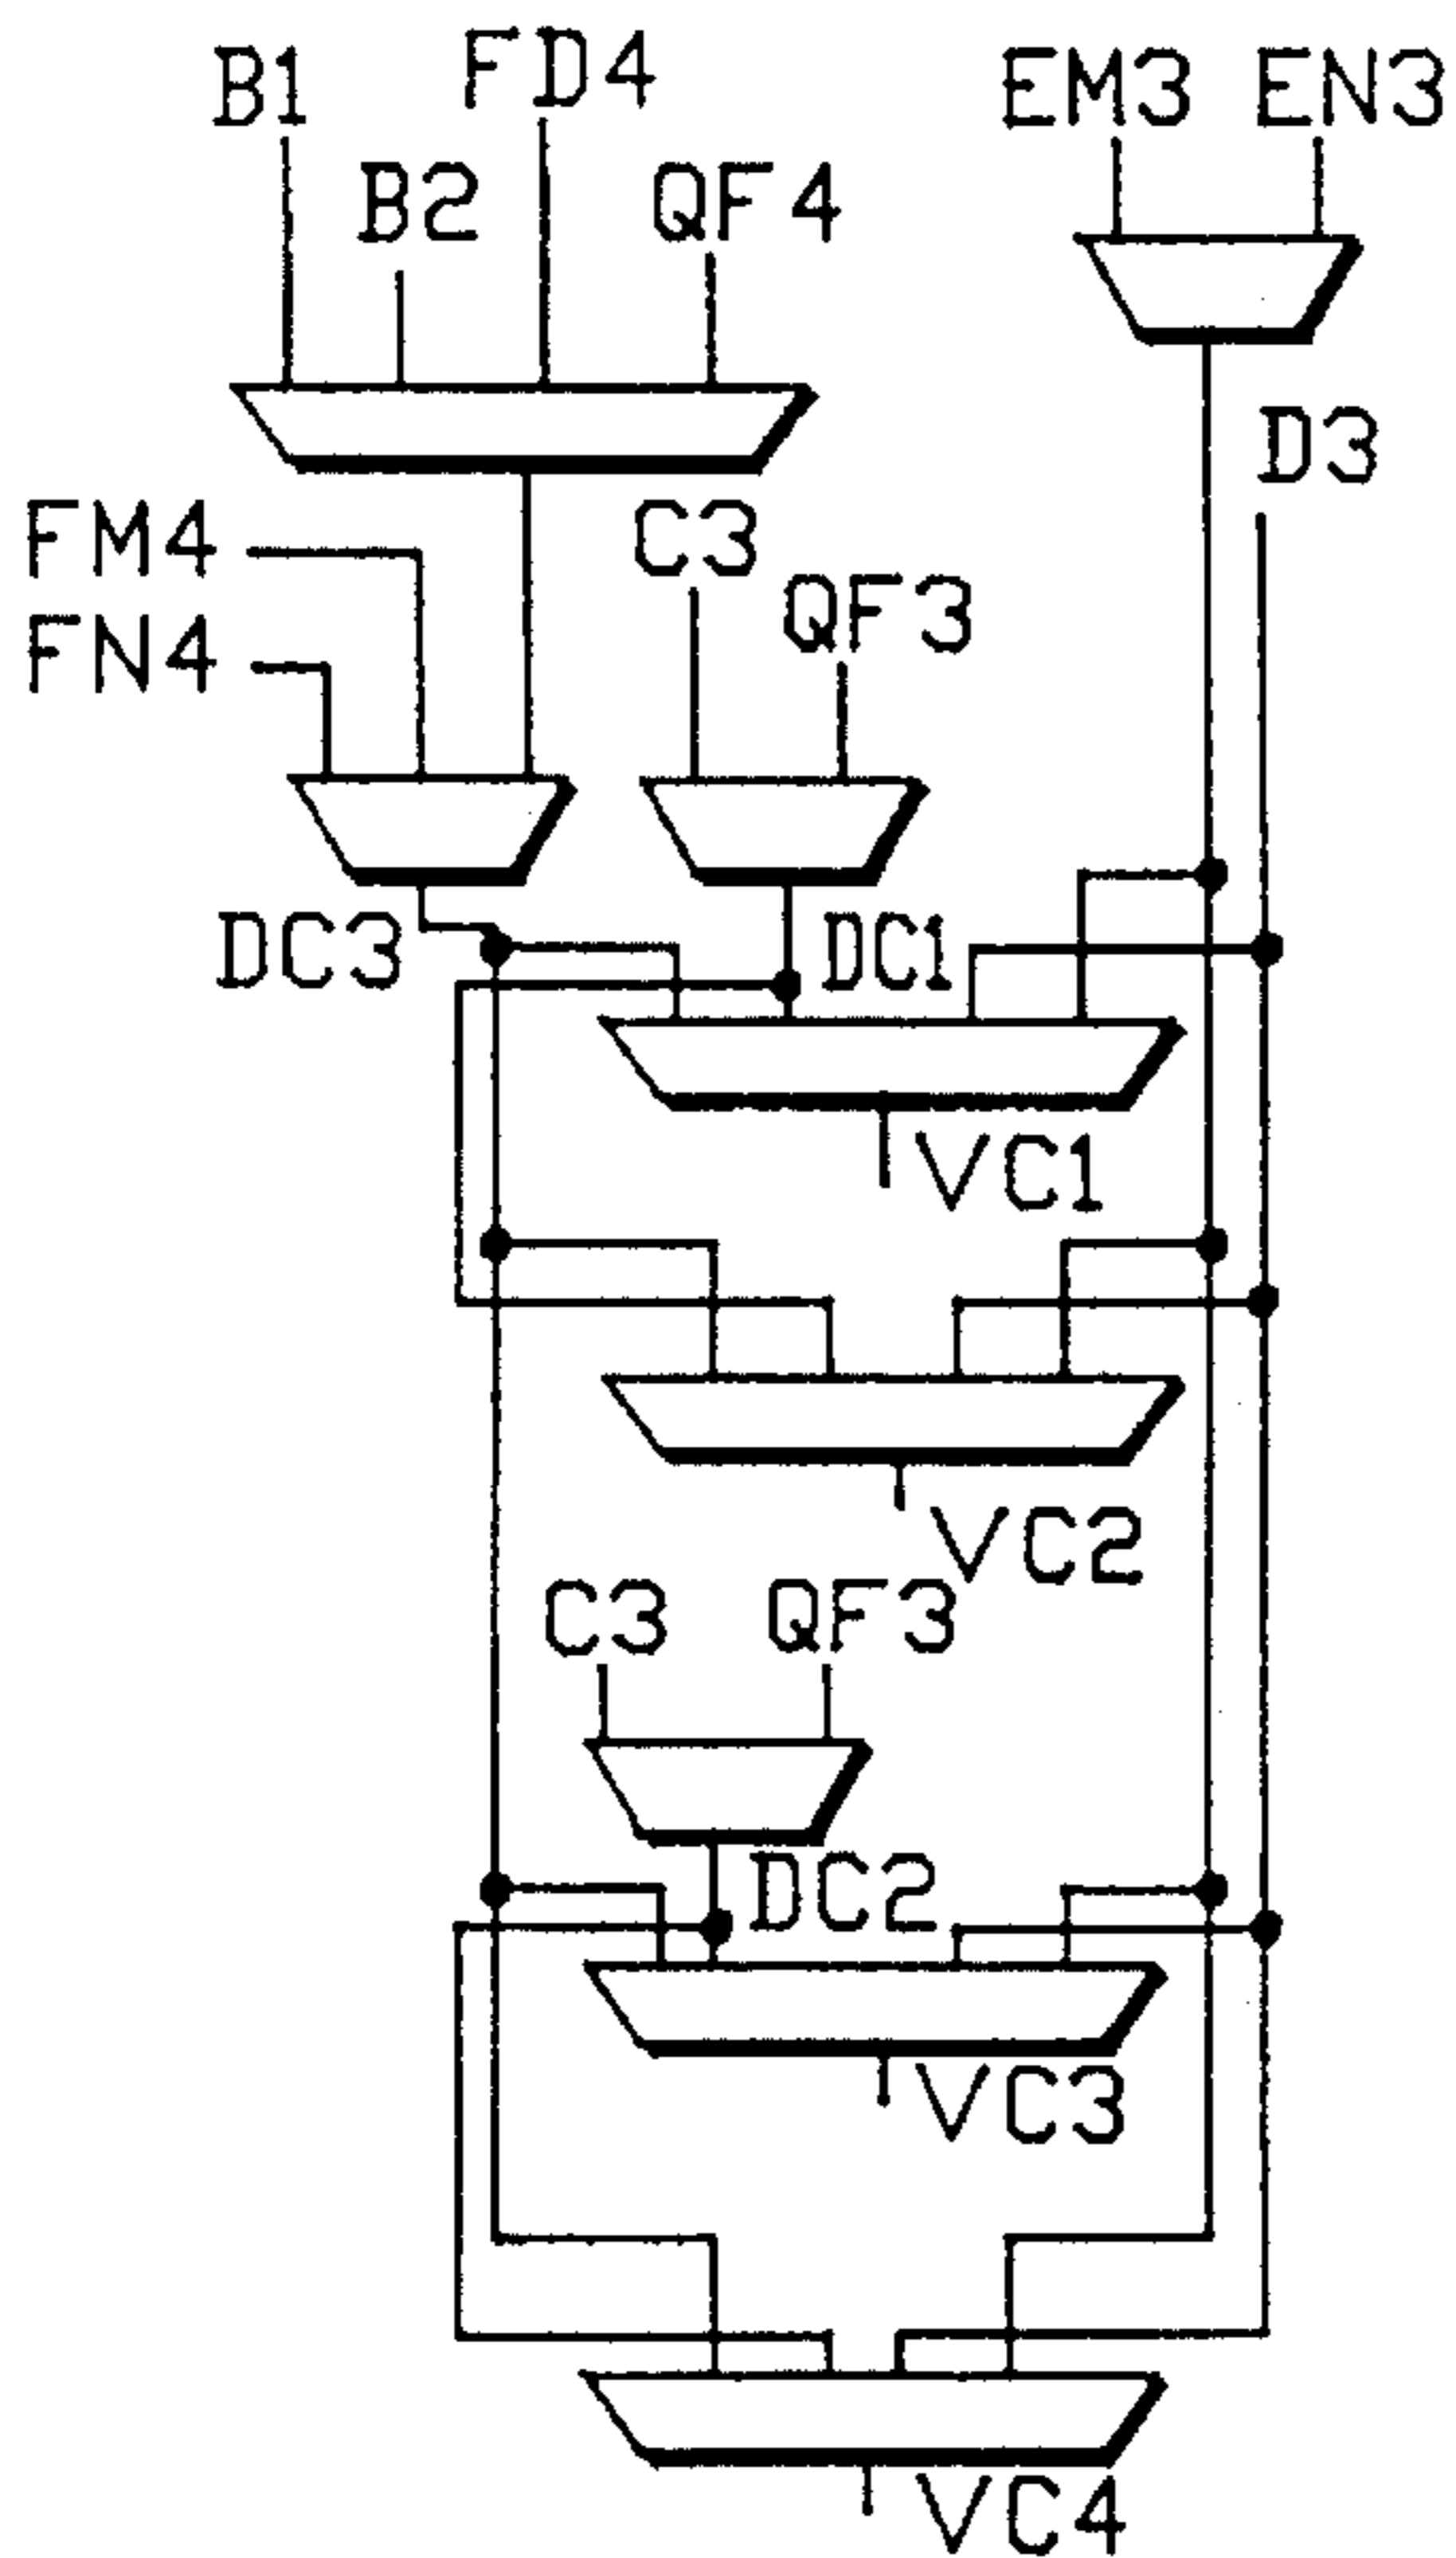 B1 FD4 EM3 EN3
B2 QF4
D3
FM4 C3
QF3
FN4
DC3 DC1
VC1
VC2
C3 QF3
DC2
VC3
VC4